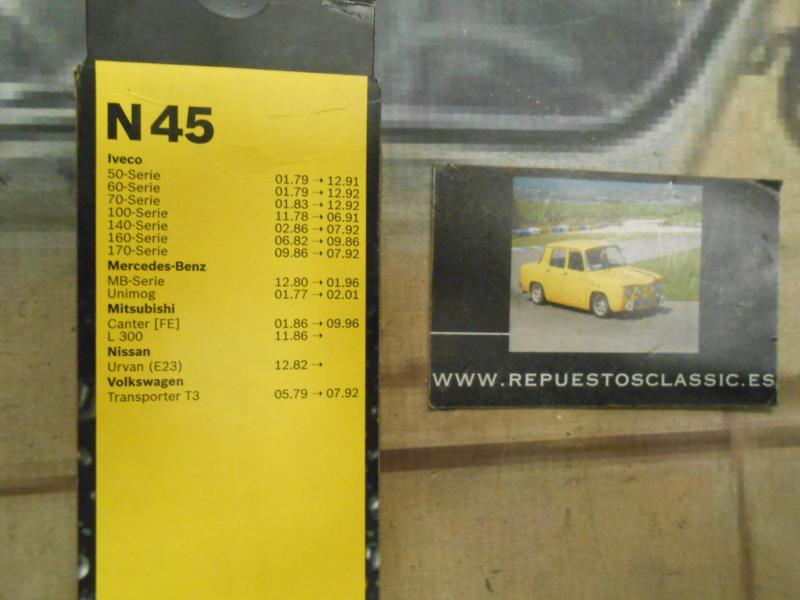 N 45
Iveco
50-Serie 01.79 → 12.91
60-Serie 01.79 → 12.92
70-Serie 01.83 → 12.92
100-Serie 11.78 → 06.91
140-Serie 02.86 → 07.92
160-Serie 06.82 → 09.86
170-Serie 09.86 → 07.92
Mercedes-Benz
MB-Serie 12.80 → 01.96
Unimog 01.77 → 02.01
Mitsubishi
Canter [FE] 01.86 → 09.96
L 300 11.86 →
Nissan
Urvan (E23) 12.82 →
Volkswagen
Transporter T3 05.79 → 07.92
WWW.REPUESTOSCLASSIC.ES